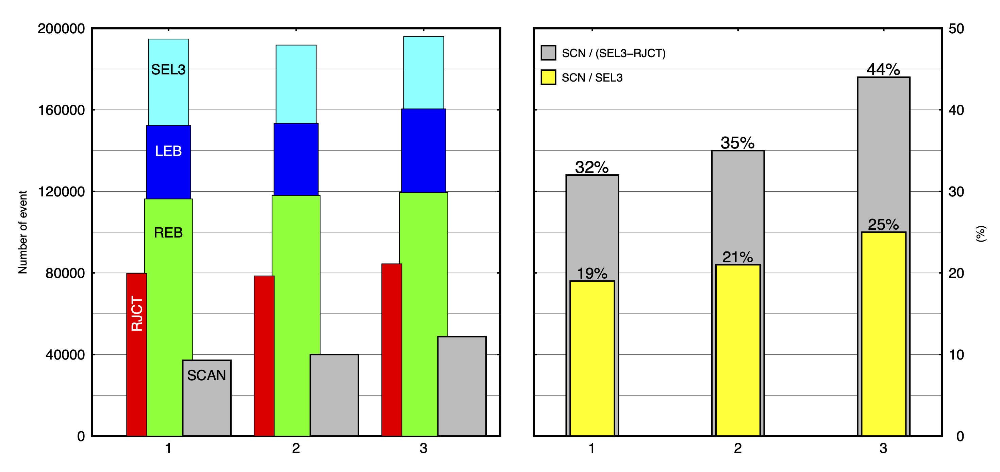 200000
160000
120000
80000
40000
0
Number of event
SEL3
LEB
REB
RJCT
SCAN
1 2 3
SCN / (SEL3−RJCT)
SCN / SEL3
32%
19%
35%
21%
44%
25%
50
40
30
20
10
0
(%)
1 2 3